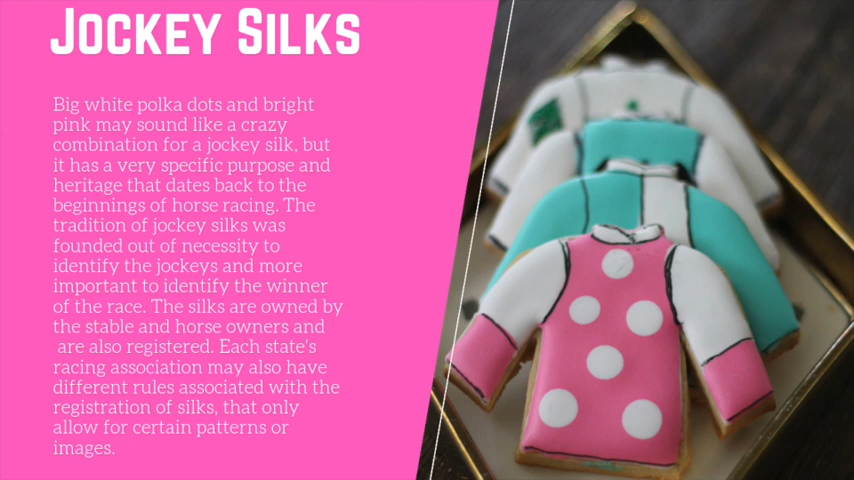 Jockey Silks
Big white polka dots and bright
pink may sound like a crazy
combination for a jockey silk, but
it has a very specific purpose and
heritage that dates back to the
beginnings of horse racing. The
tradition of jockey silks was
founded out of necessity to
identify the jockeys and more
important to identify the winner
of the race. The silks are owned by
the stable and horse owners and
are also registered. Each state's
racing association may also have
different rules associated with the
registration of silks, that only
allow for certain patterns or
images.